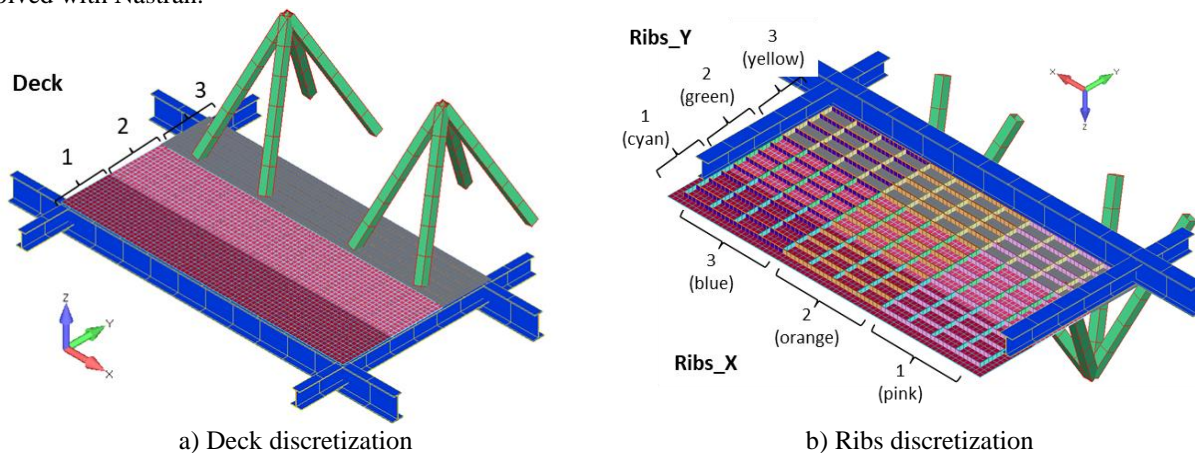 olved with Nastran.
Deck
1
2
3
Z
Y
X
Ribs_Y
3
(yellow)
2
(green)
1
(cyan)
X
Y
Z
3
(blue)
2
(orange)
1
(pink)
Ribs_X
a) Deck discretization
b) Ribs discretization